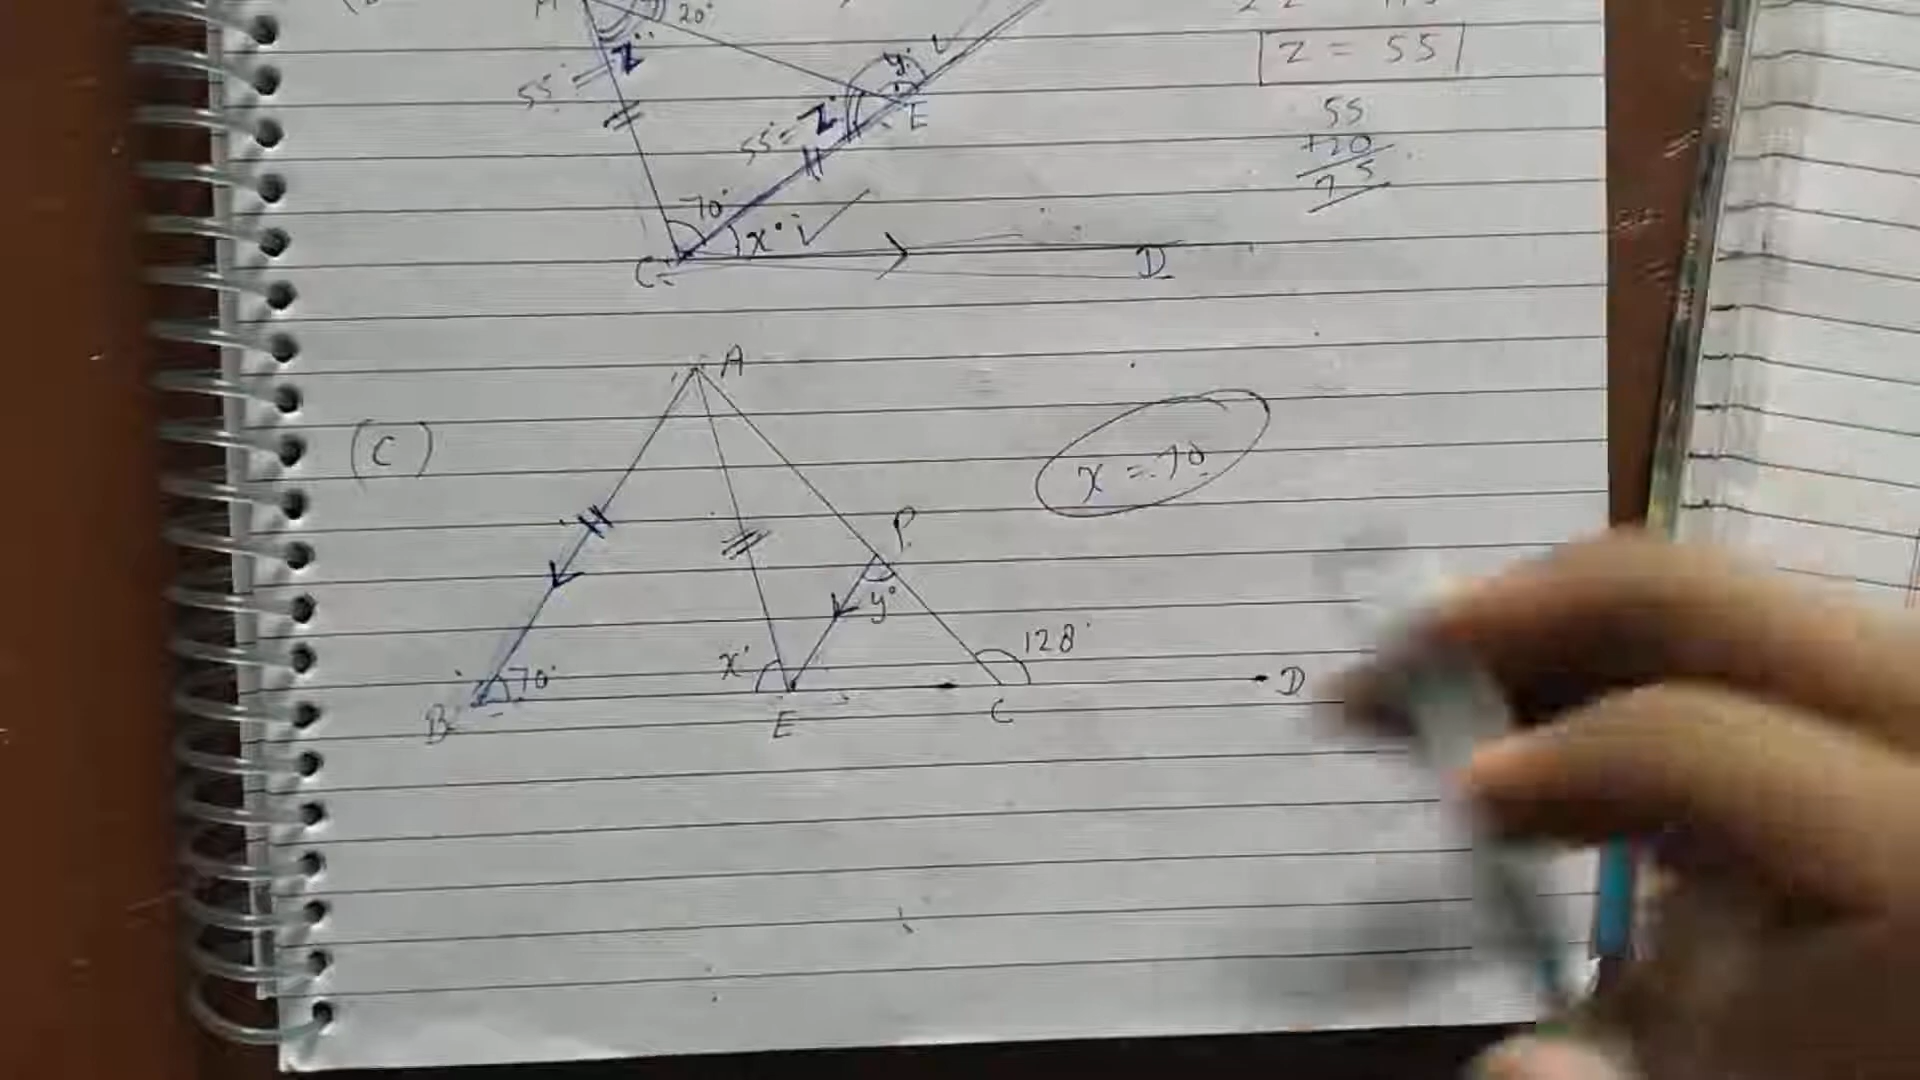 20°
Z = 55
55° = Z°
y°
55° = Z°
E
55
+20
75
70°
x°
C
D
A
(C)
x = 70
P
y°
128°
x°
70°
D
B
E
C